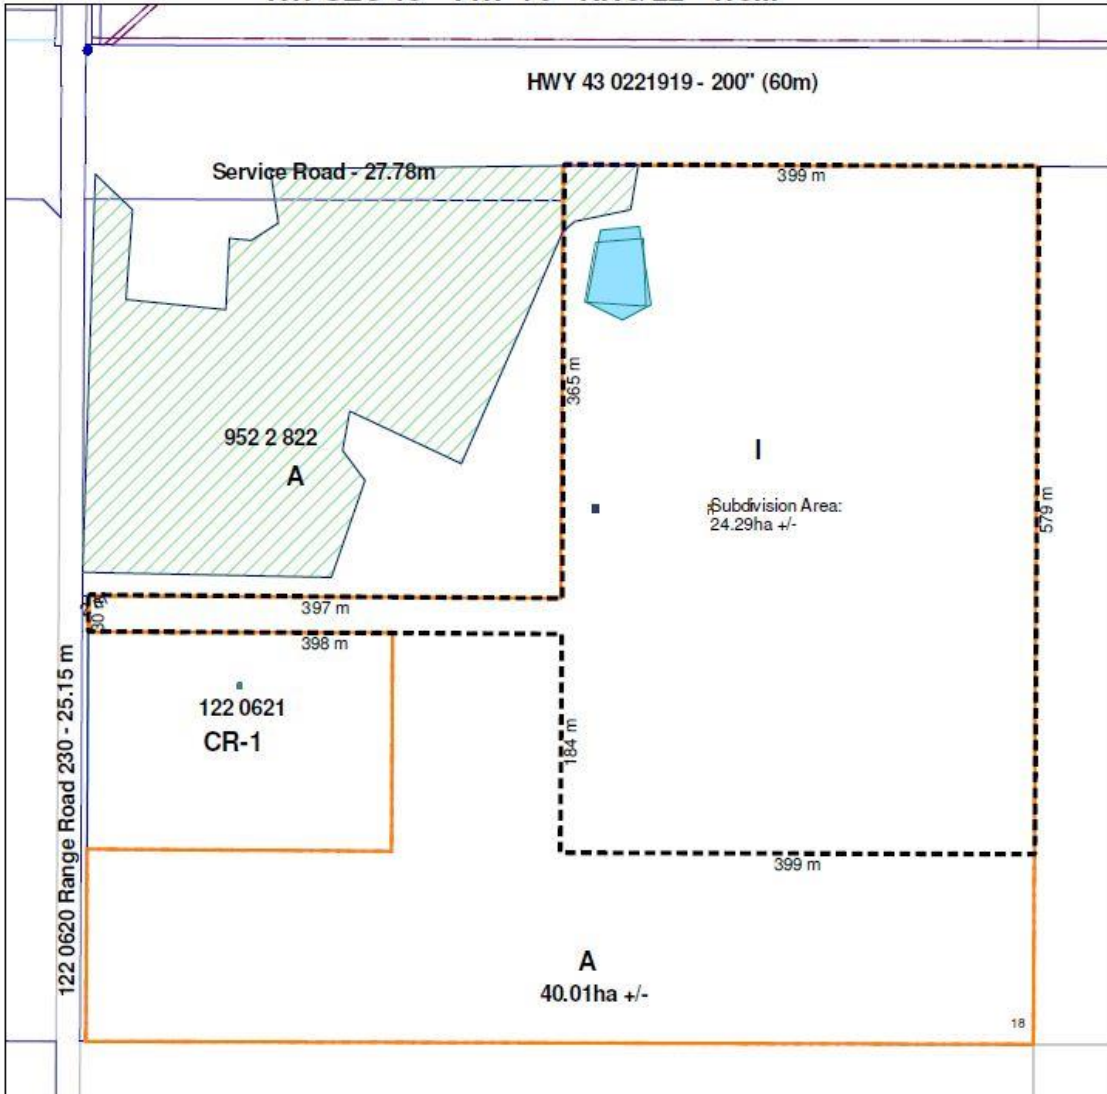 HWY 43 0221919 - 200" (60m)
Service Road - 27.78m
399 m
365 m
952 2 822
A
I
Subdivision Area:
24.29ha +/-
579 m
397 m
398 m
122 0621
CR-1
184 m
122 0620 Range Road 230 - 25.15 m
399 m
A
40.01ha +/-
18